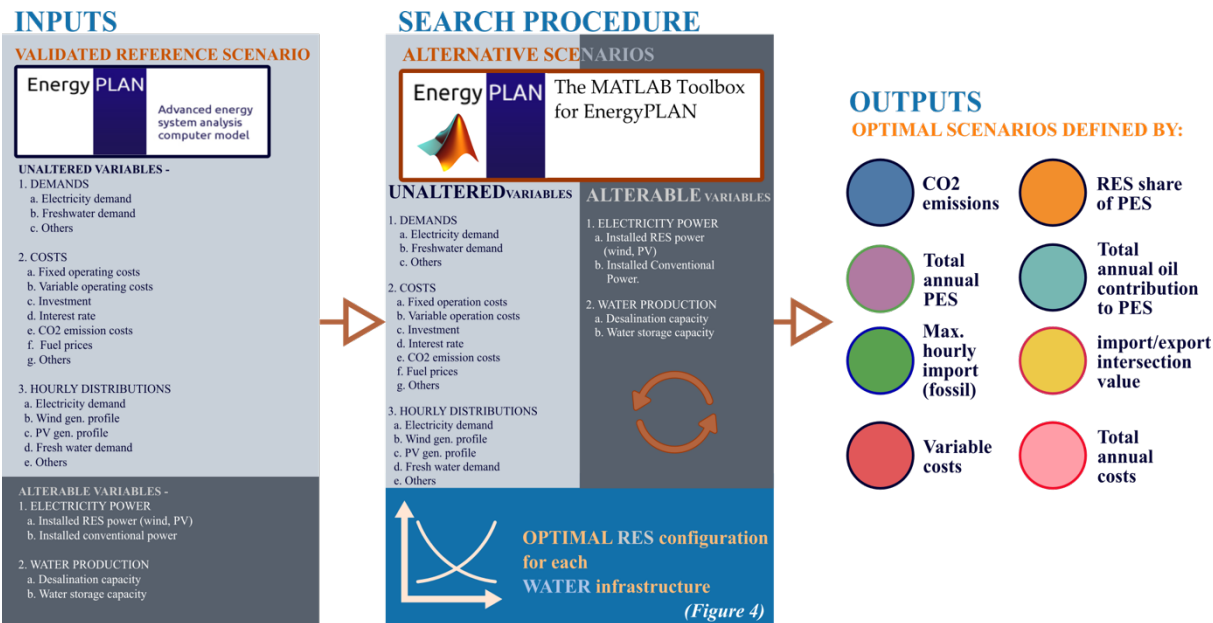 INPUTS
VALIDATED REFERENCE SCENARIO
Energy PLAN
Advanced energy
system analysis
computer model
UNALTERED VARIABLES -
1. DEMANDS
a. Electricity demand
b. Freshwater demand
c. Others
2. COSTS
a. Fixed operating costs
b. Variable operating costs
c. Investment
d. Interest rate
e. CO2 emission costs
f. Fuel prices
g. Others
3. HOURLY DISTRIBUTIONS
a. Electricity demand
b. Wind gen. profile
c. PV gen. profile
d. Fresh water demand
e. Others
ALTERABLE VARIABLES -
1. ELECTRICITY POWER
a. Installed RES power (wind, PV)
b. Installed conventional power
2. WATER PRODUCTION
a. Desalination capacity
b. Water storage capacity
SEARCH PROCEDURE
ALTERNATIVE SCENARIOS
Energy PLAN
The MATLAB Toolbox
for EnergyPLAN
UNALTERED VARIABLES
1. DEMANDS
a. Electricity demand
b. Freshwater demand
c. Others
2. COSTS
a. Fixed operation costs
b. Variable operation costs
c. Investment
d. Interest rate
e. CO2 emission costs
f. Fuel prices
g. Others
3. HOURLY DISTRIBUTIONS
a. Electricity demand
b. Wind gen. profile
c. PV gen. profile
d. Fresh water demand
e. Others
ALTERABLE VARIABLES
1. ELECTRICITY POWER
a. Installed RES power
(wind, PV)
b. Installed Conventional
Power.
2. WATER PRODUCTION
a. Desalination capacity
b. Water storage capacity
OPTIMAL RES configuration
for each
WATER infrastructure
(Figure 4)
OUTPUTS
OPTIMAL SCENARIOS DEFINED BY:
CO2
emissions
RES share
of PES
Total
annual
PES
Total
annual oil
contribution
to PES
Max.
hourly
import
(fossil)
import/export
intersection
value
Variable
costs
Total
annual
costs